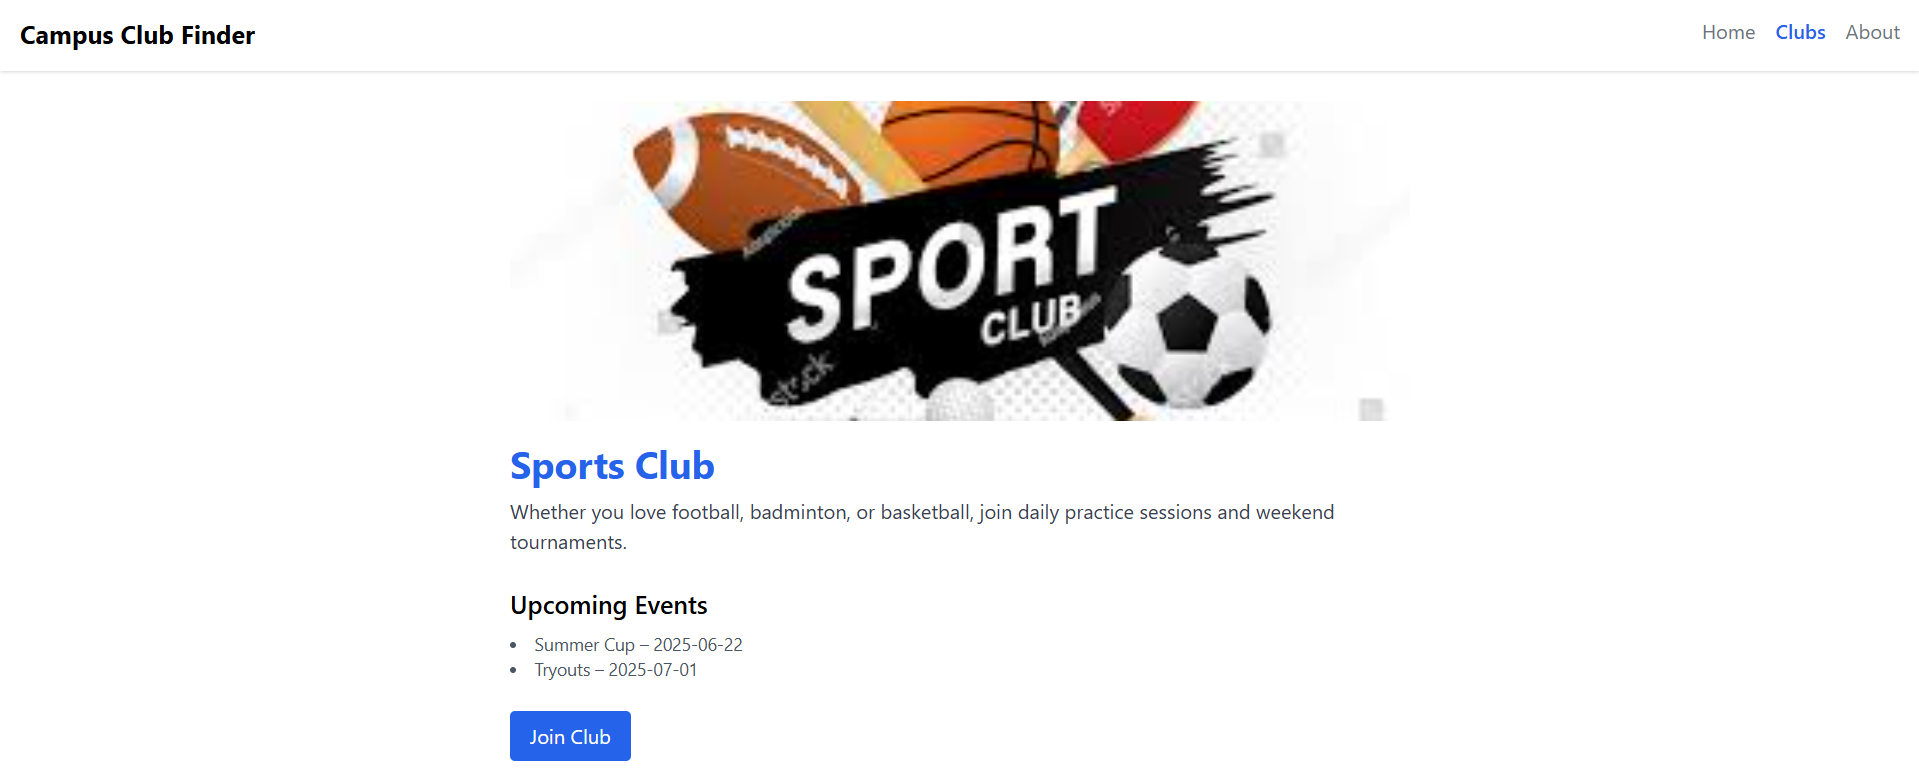 Campus Club Finder
Home Clubs About
SPORT
CLUB
Sports Club
Whether you love football, badminton, or basketball, join daily practice sessions and weekend
tournaments.
Upcoming Events
Summer Cup – 2025-06-22
Tryouts – 2025-07-01
Join Club